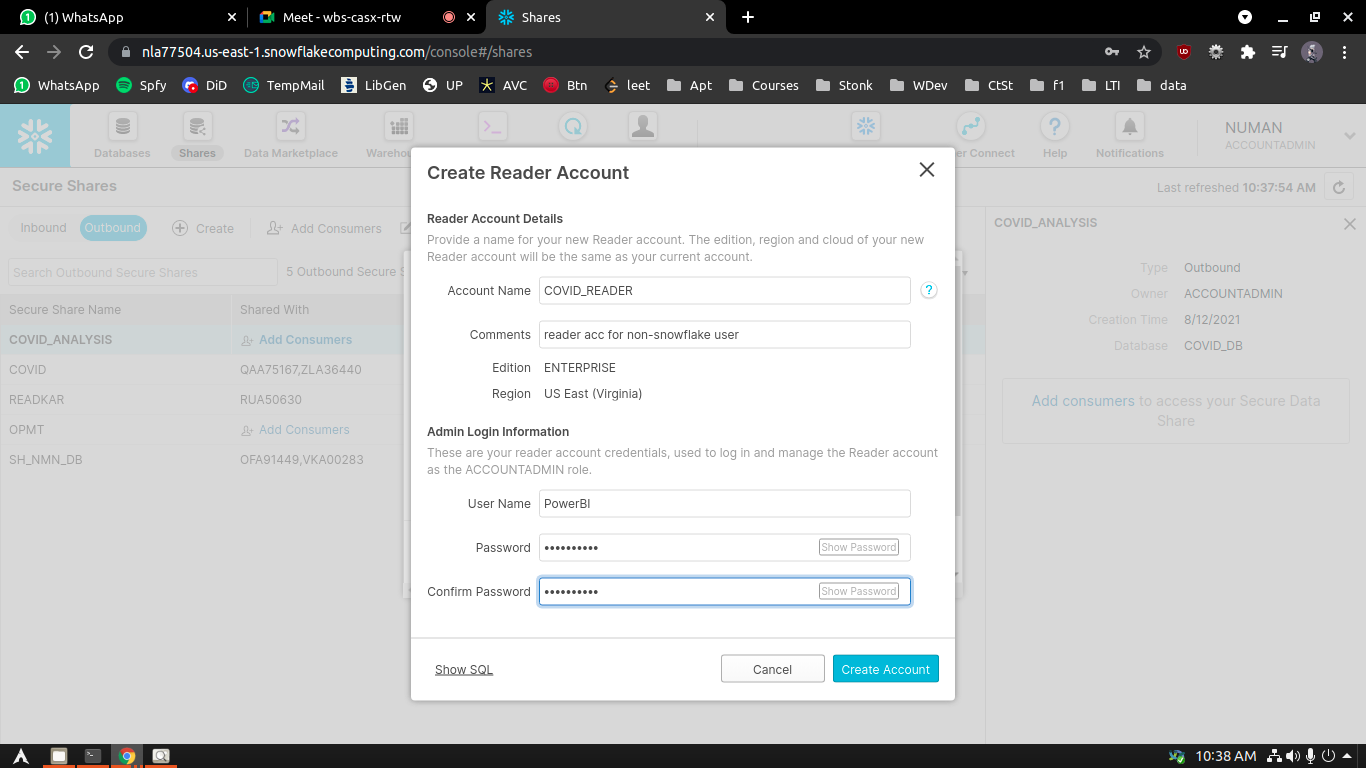 (1) WhatsApp
Meet - wbs-casx-rtw
Shares
nla77504.us-east-1.snowflakecomputing.com/console#/shares
WhatsApp Spfy DiD TempMail LibGen UP AVC Btn leet Apt Courses Stonk WDev CtSt f1 LTI data
Databases Shares Data Marketplace Wareho Connect Help Notifications
NUMAN
ACCOUNTADMIN
Secure Shares
Last refreshed 10:37:54 AM
Inbound Outbound Create Add Consumers
Search Outbound Secure Shares
5 Outbound Secure S
Secure Share Name Shared With
COVID_ANALYSIS Add Consumers
COVID QAA75167,ZLA36440
READKAR RUA50630
OPMT Add Consumers
SH_NMN_DB OFA91449,VKA00283
Create Reader Account
Reader Account Details
Provide a name for your new Reader account. The edition, region and cloud of your new
Reader account will be the same as your current account.
Account Name COVID_READER ?
Comments reader acc for non-snowflake user
Edition ENTERPRISE
Region US East (Virginia)
Admin Login Information
These are your reader account credentials, used to log in and manage the Reader account
as the ACCOUNTADMIN role.
User Name PowerBI
Password •••••••••• Show Password
Confirm Password •••••••••• Show Password
Show SQL Cancel Create Account
COVID_ANALYSIS
Type Outbound
Owner ACCOUNTADMIN
Creation Time 8/12/2021
Database COVID_DB
Add consumers to access your Secure Data
Share
10:38 AM